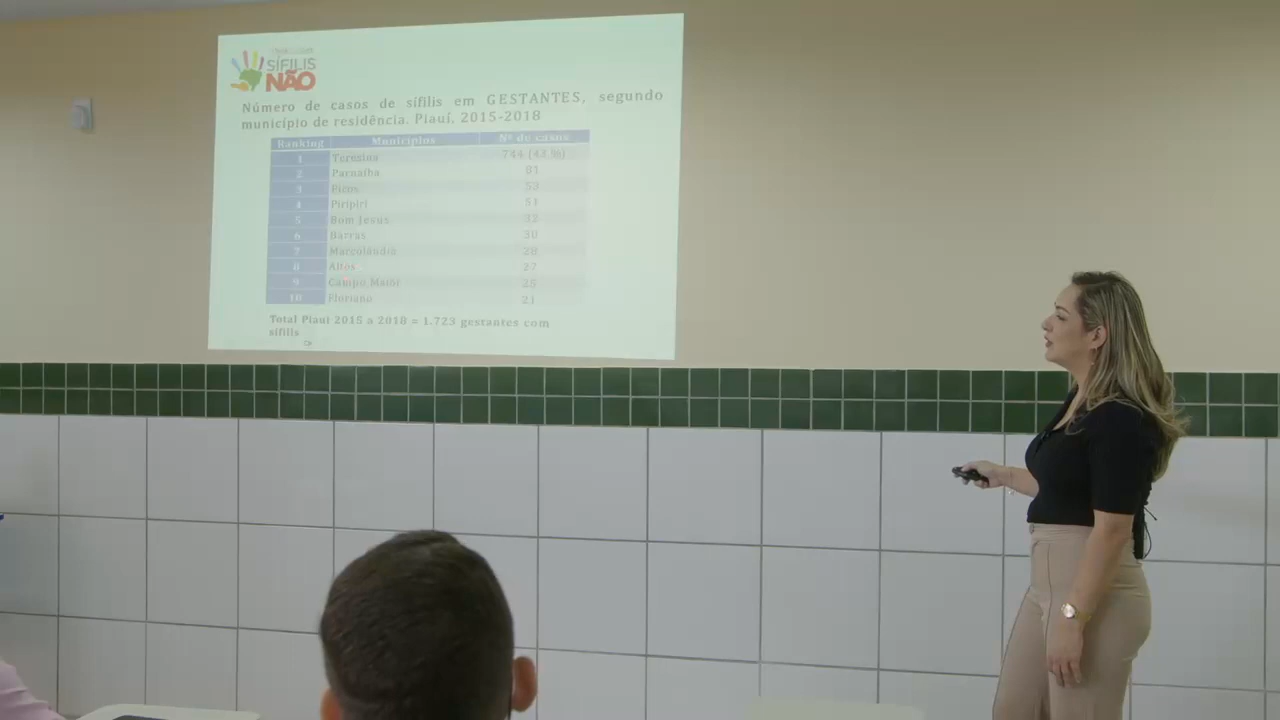 SÍFILIS
NÃO
Número de casos de sífilis em GESTANTES, segundo
município de residência. Piauí, 2015-2018
Ranking Municípios Nº de casos
1 Teresina 744 (43 %)
2 Parnaíba 81
3 Picos 53
4 Piripiri 51
5 Bom Jesus 32
6 Barras 30
7 Marcolândia 28
8 Altos 27
9 Campo Maior 25
10 Floriano 21
Total Piauí 2015 a 2018 = 1.723 gestantes com
sífilis